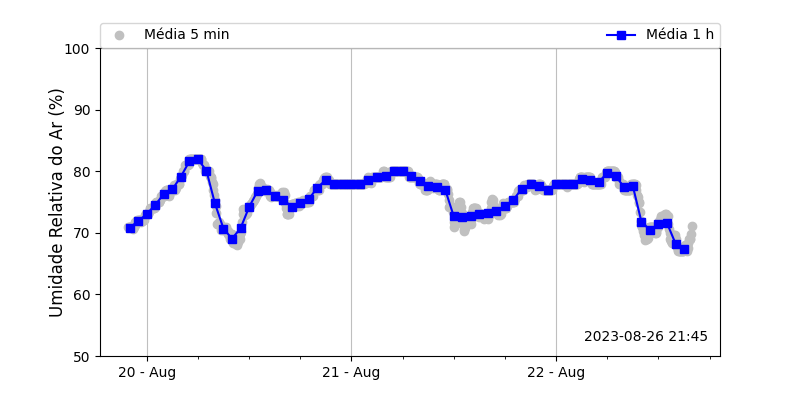 Média 5 min
Média 1 h
100
90
80
70
60
50
Umidade Relativa do Ar (%)
2023-08-26 21:45
20 - Aug
21 - Aug
22 - Aug